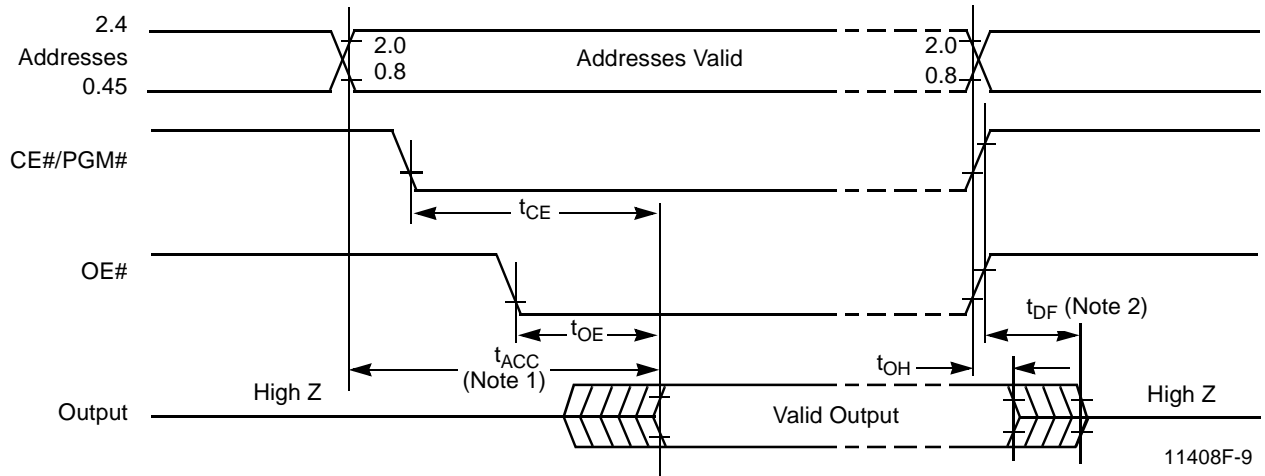 2.4
Addresses
0.45
2.0
0.8
Addresses Valid
2.0
0.8
CE#/PGM#
tCE
OE#
tOE
tDF (Note 2)
tACC
(Note 1)
tOH
High Z
Output
Valid Output
High Z
11408F-9